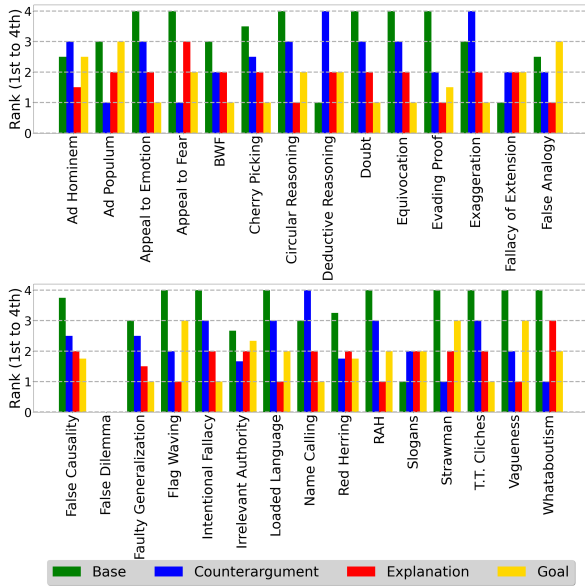 Rank (1st to 4th)
4
3
2
1
0
Ad Hominem
Ad Populum
Appeal to Emotion
Appeal to Fear
BWF
Cherry Picking
Circular Reasoning
Deductive Reasoning
Doubt
Equivocation
Evading Proof
Exaggeration
Fallacy of Extension
False Analogy
Rank (1st to 4th)
4
3
2
1
0
False Causality
False Dilemma
Faulty Generalization
Flag Waving
Intentional Fallacy
Irrelevant Authority
Loaded Language
Name Calling
Red Herring
RAH
Slogans
Strawman
T.T. Cliches
Vagueness
Whataboutism
Base Counterargument Explanation Goal